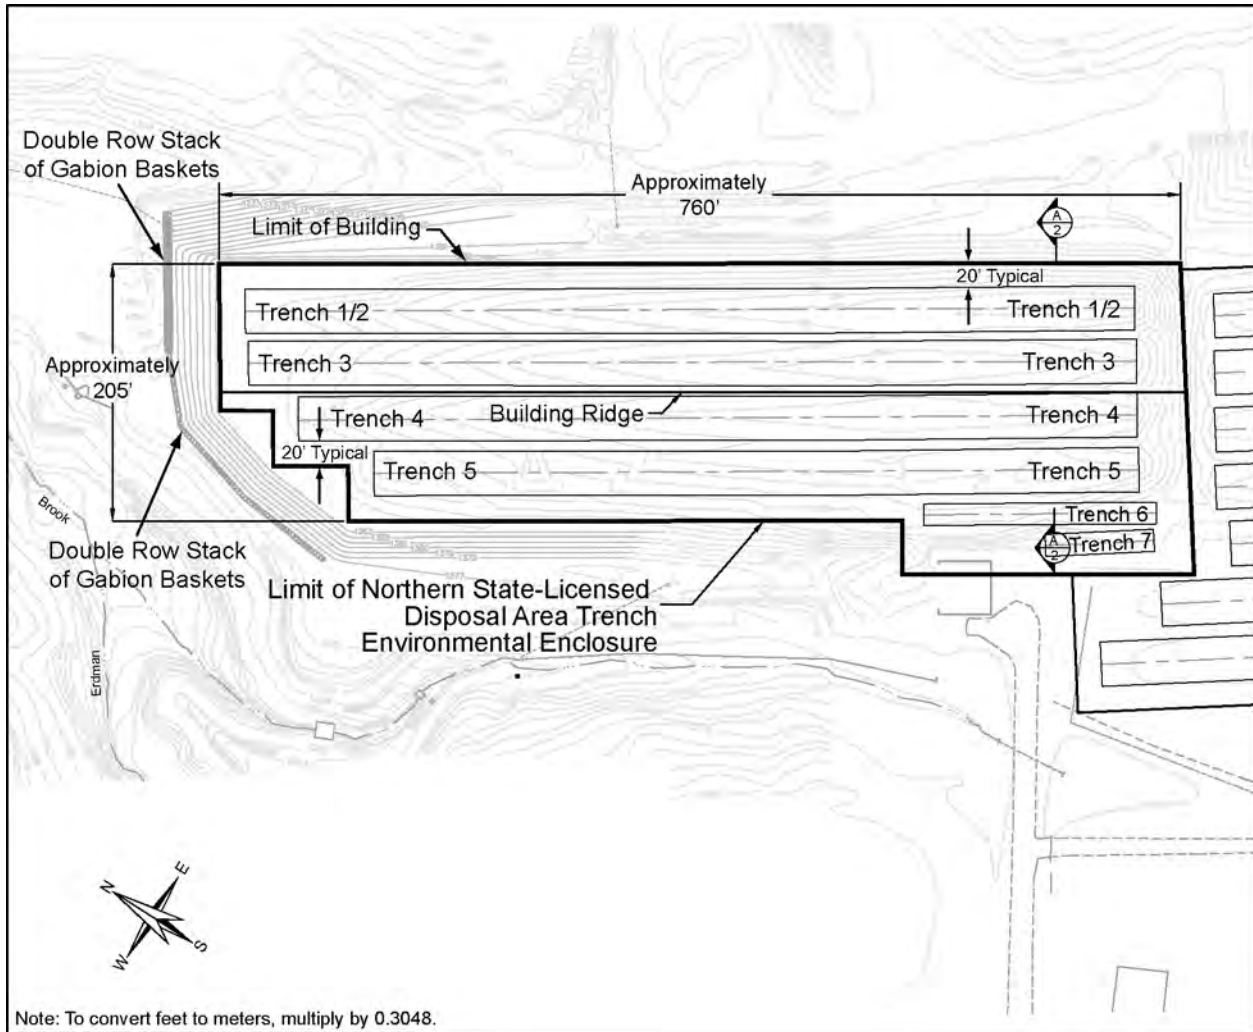 Double Row Stack
of Gabion Baskets
Approximately
760'
Limit of Building
A
2
20' Typical
Trench 1/2
Trench 1/2
Trench 3
Trench 3
Approximately
205'
Building Ridge
Trench 4
Trench 4
20' Typical
Trench 5
Trench 5
Trench 6
A
2
Trench 7
Brook
Erdman
Double Row Stack
of Gabion Baskets
Limit of Northern State-Licensed
Disposal Area Trench
Environmental Enclosure
N
E
W
S
Note: To convert feet to meters, multiply by 0.3048.